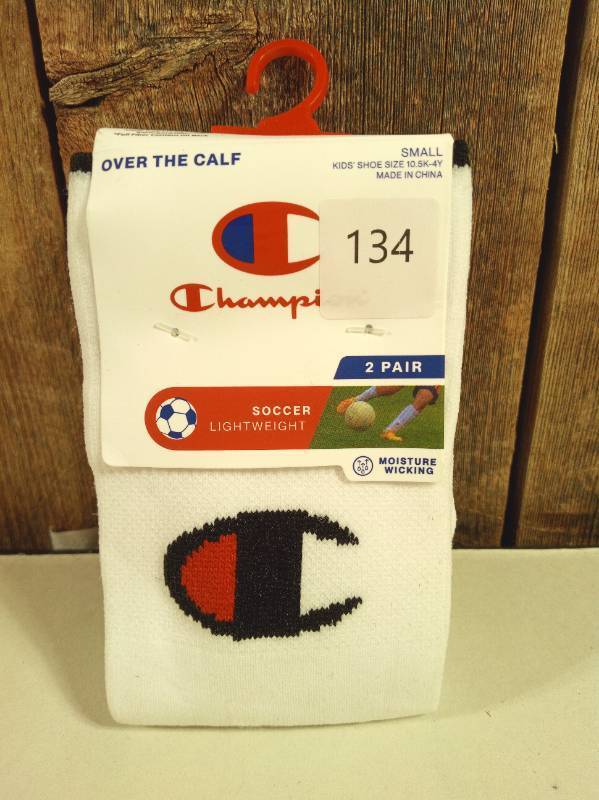 OVER THE CALF
SMALL
KIDS' SHOE SIZE 10.5K-4Y
MADE IN CHINA
134
Champion
2 PAIR
SOCCER
LIGHTWEIGHT
MOISTURE
WICKING